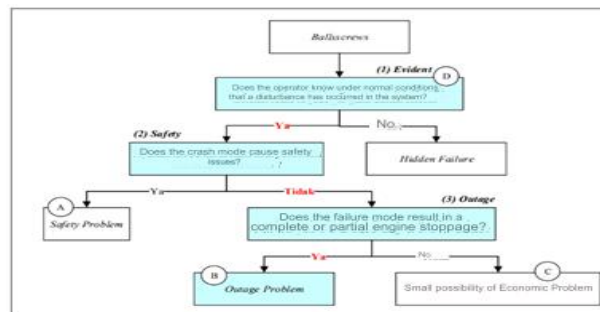 Ballscrews
(1) Evident
D
Does the operator know under normal conditions
that a disturbance has occurred in the system?
Ya
No
(2) Safety
Does the crash mode cause safety
issues?
Hidden Failure
Ya
Tidak
(3) Outage
A
Safety Problem
Does the failure mode result in a
complete or partial engine stoppage?
Ya
No
B
Outage Problem
C
Small possibility of Economic Problem